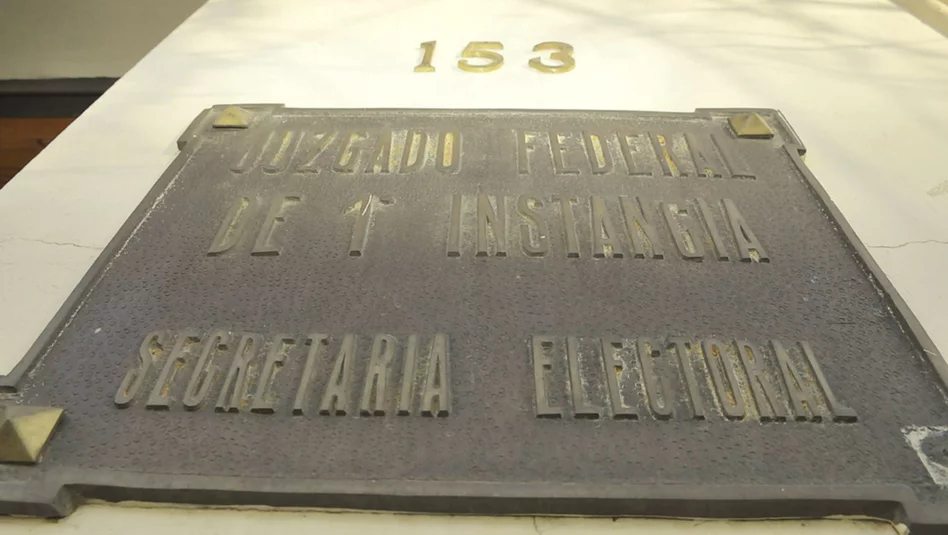 153
JUZGADO FEDERAL
DE 1ª INSTANCIA
SECRETARIA ELECTORAL